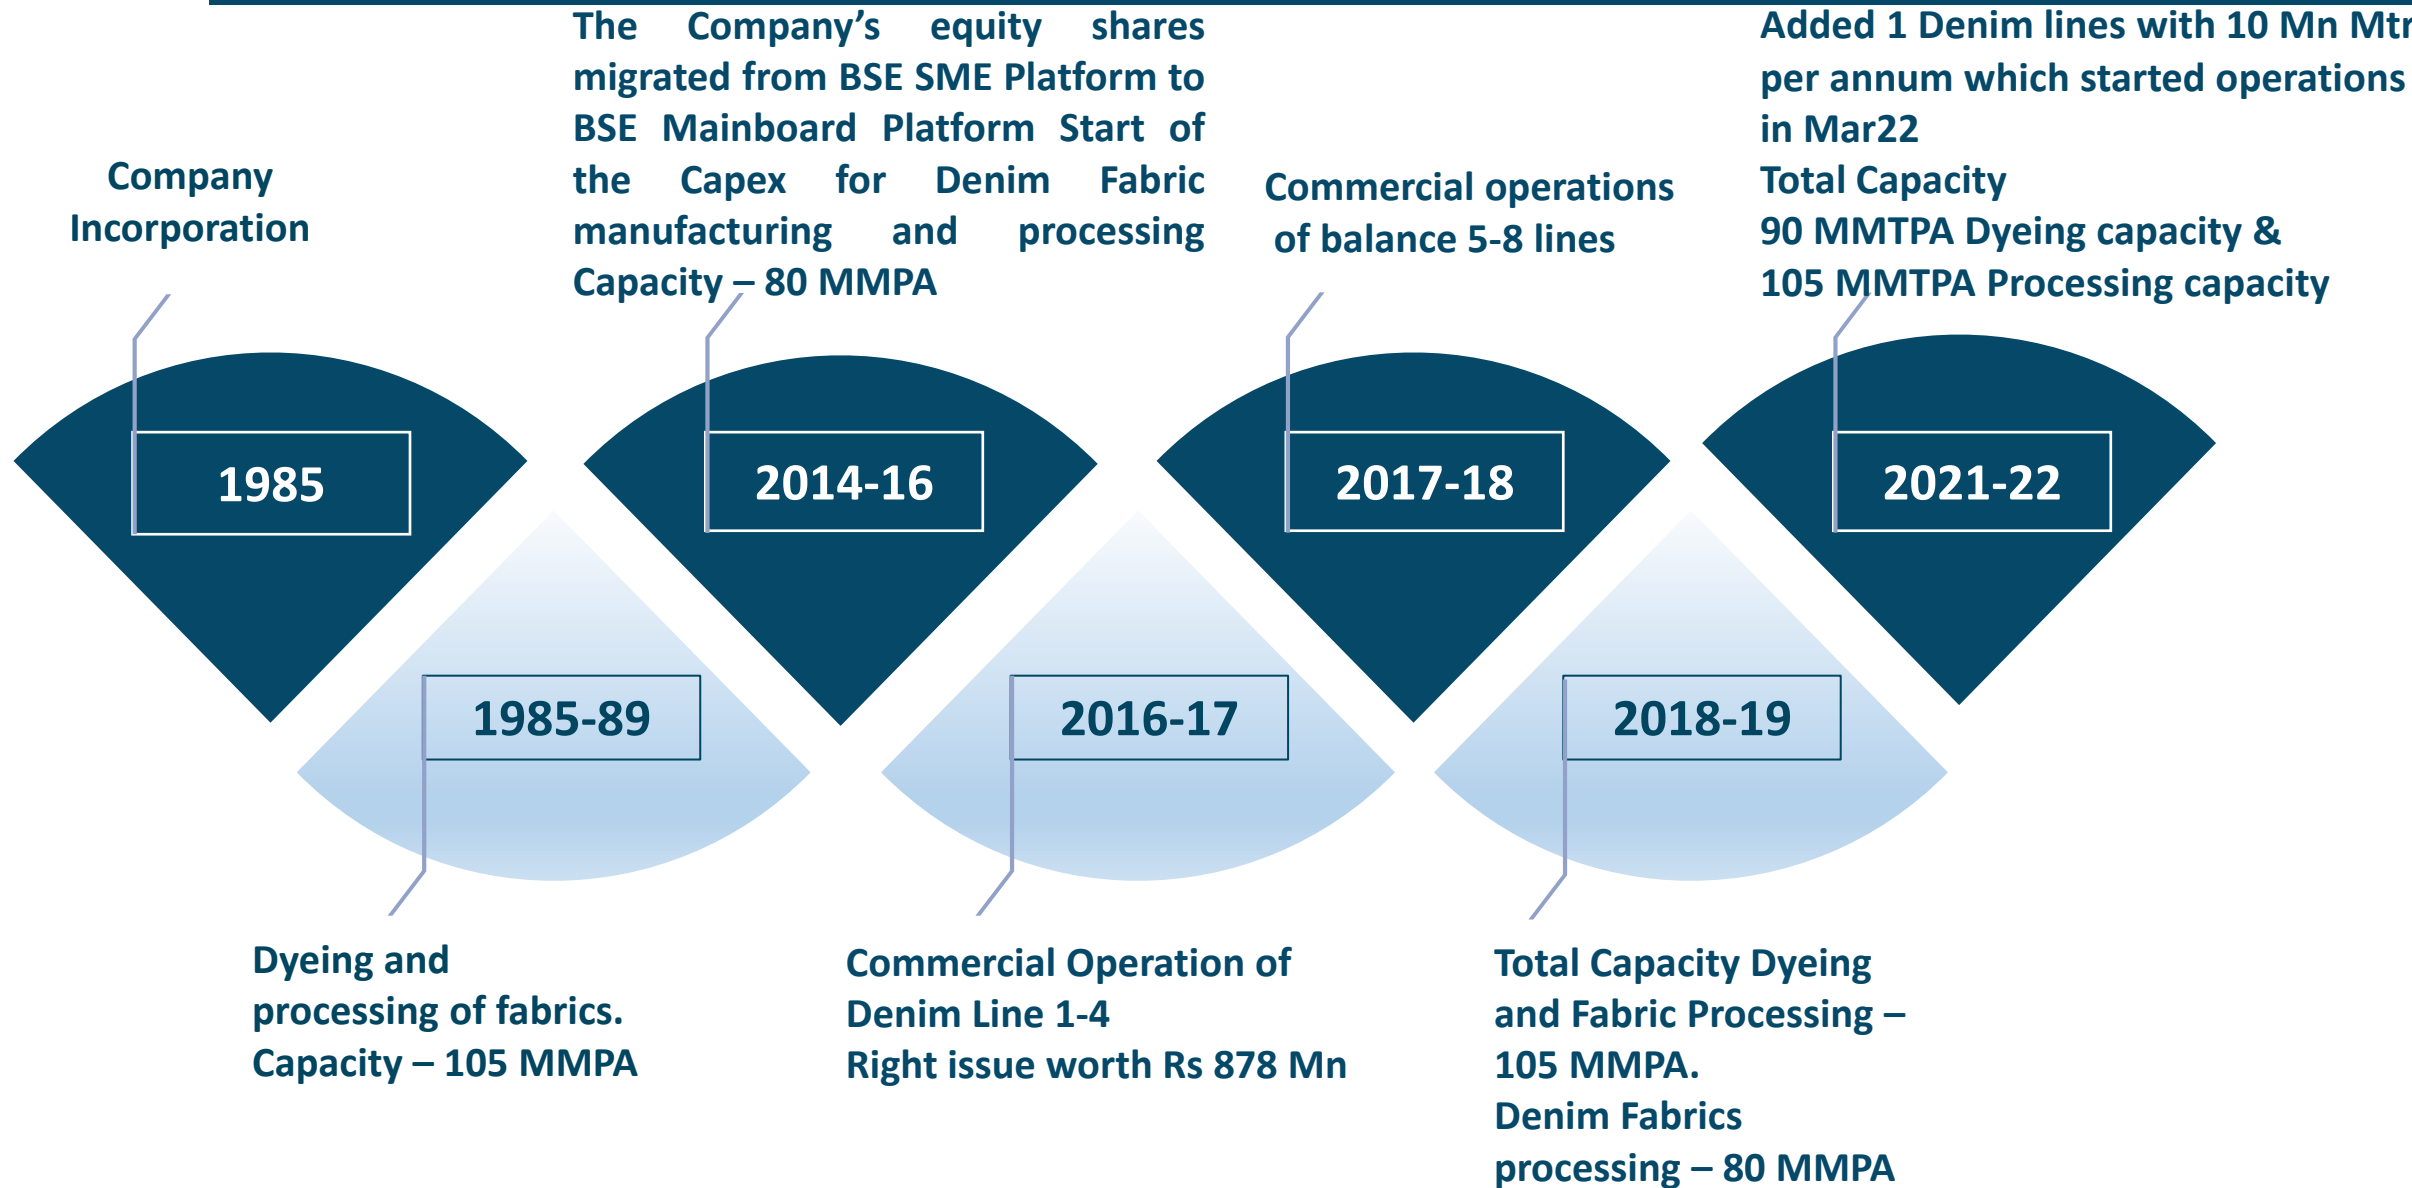 Company
Incorporation
1985
Dyeing and
processing of fabrics.
Capacity – 105 MMPA
1985-89
The Company’s equity shares
migrated from BSE SME Platform to
BSE Mainboard Platform Start of
the Capex for Denim Fabric
manufacturing and processing
Capacity – 80 MMPA
2014-16
2016-17
Commercial Operation of
Denim Line 1-4
Right issue worth Rs 878 Mn
Commercial operations
of balance 5-8 lines
2017-18
2018-19
Total Capacity Dyeing
and Fabric Processing –
105 MMPA.
Denim Fabrics
processing – 80 MMPA
Added 1 Denim lines with 10 Mn Mtr
per annum which started operations
in Mar22
Total Capacity
90 MMTPA Dyeing capacity &
105 MMTPA Processing capacity
2021-22